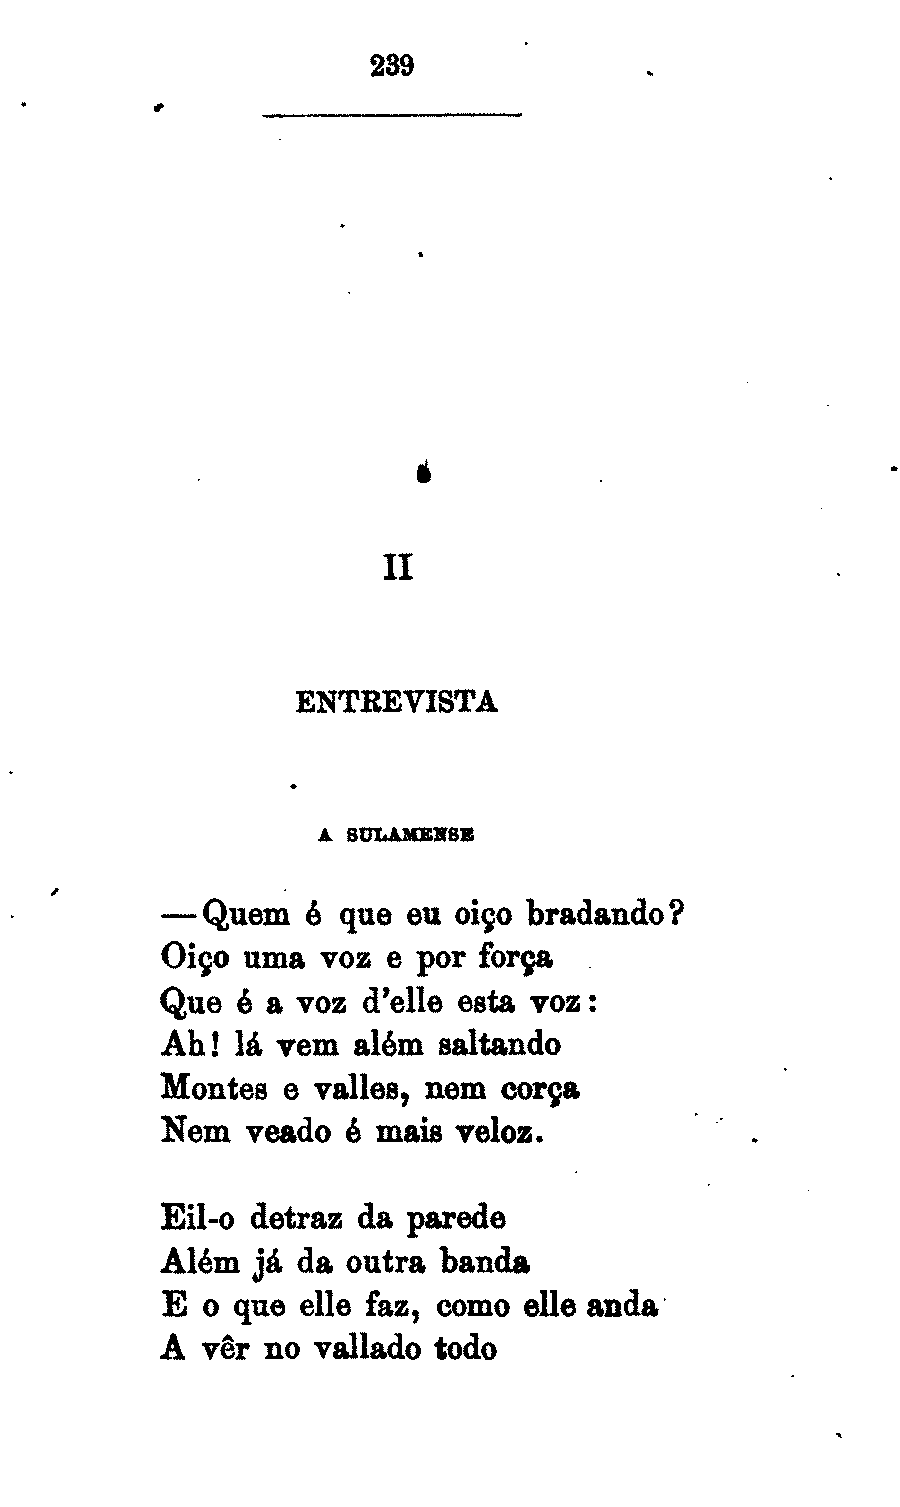 239
II
ENTREVISTA
A SULAMENSE
—Quem é que eu oiço bradando?
Oiço uma voz e por força
Que é a voz d'elle esta voz:
Ah! lá vem além saltando
Montes e valles, nem corça
Nem veado é mais veloz.
Eil-o detraz da parede
Além já da outra banda
E o que elle faz, como elle anda
A vêr no vallado todo